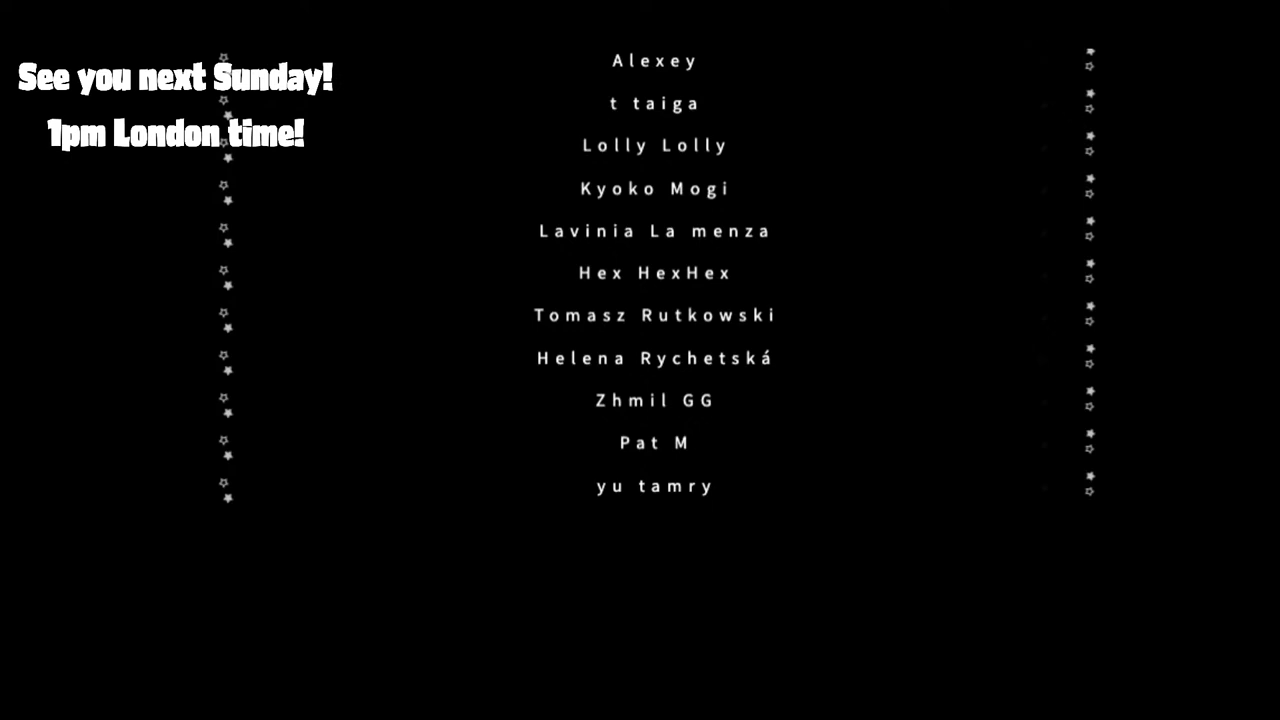 See you next Sunday!
1pm London time!
Alexey
t taiga
Lolly Lolly
Kyoko Mogi
Lavinia La menza
Hex HexHex
Tomasz Rutkowski
Helena Rychetská
Zhmil GG
Pat M
yu tamry